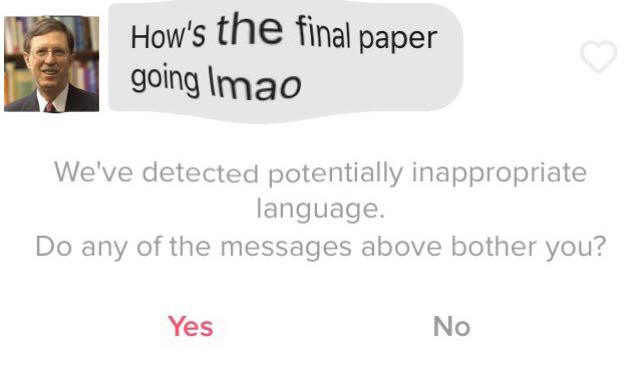 How's the final paper
going lmao
We've detected potentially inappropriate
language.
Do any of the messages above bother you?
Yes No